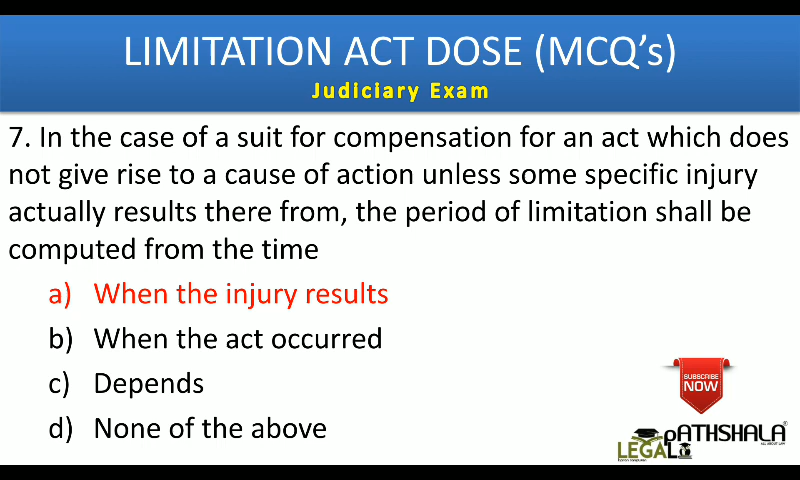 LIMITATION ACT DOSE (MCQ's)
Judiciary Exam
7. In the case of a suit for compensation for an act which does
not give rise to a cause of action unless some specific injury
actually results there from, the period of limitation shall be
computed from the time
a) When the injury results
b) When the act occurred
c) Depends
d) None of the above
SUBSCRIBE
NOW
pATHSHALA
ALL ABOUT LAW
LEGAL